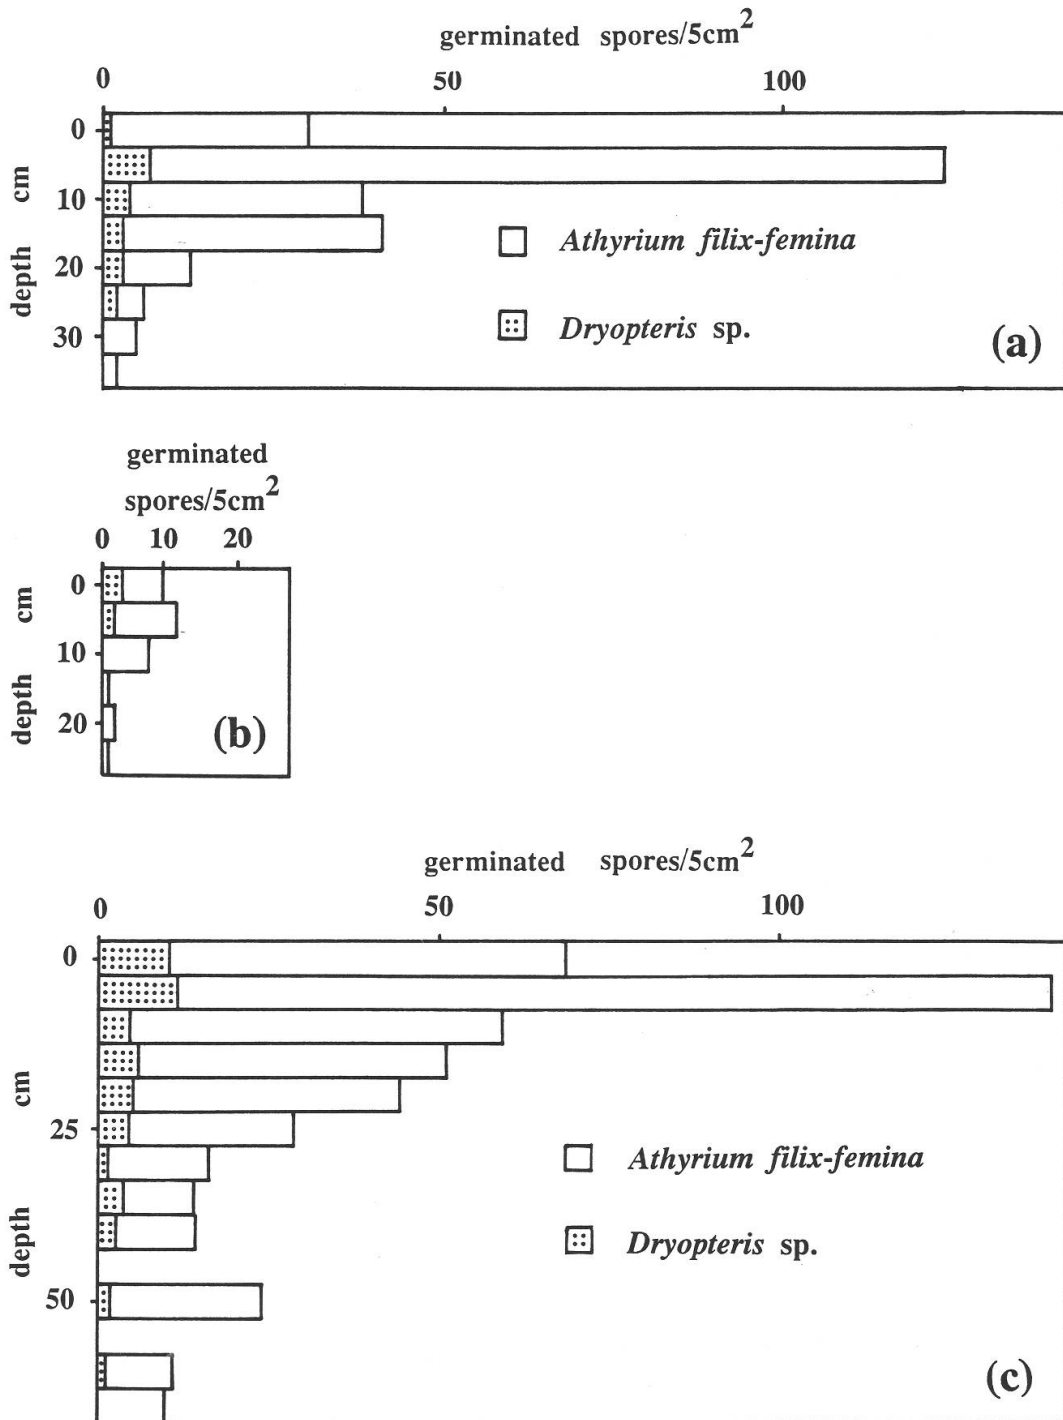 germinated spores/5cm2
0 50 100
0
10
20
30
depth cm
Athyrium filix-femina
Dryopteris sp.
(a)
germinated
spores/5cm2
0 10 20
0
10
20
depth cm
(b)
germinated spores/5cm2
0 50 100
0
25
50
depth cm
Athyrium filix-femina
Dryopteris sp.
(c)